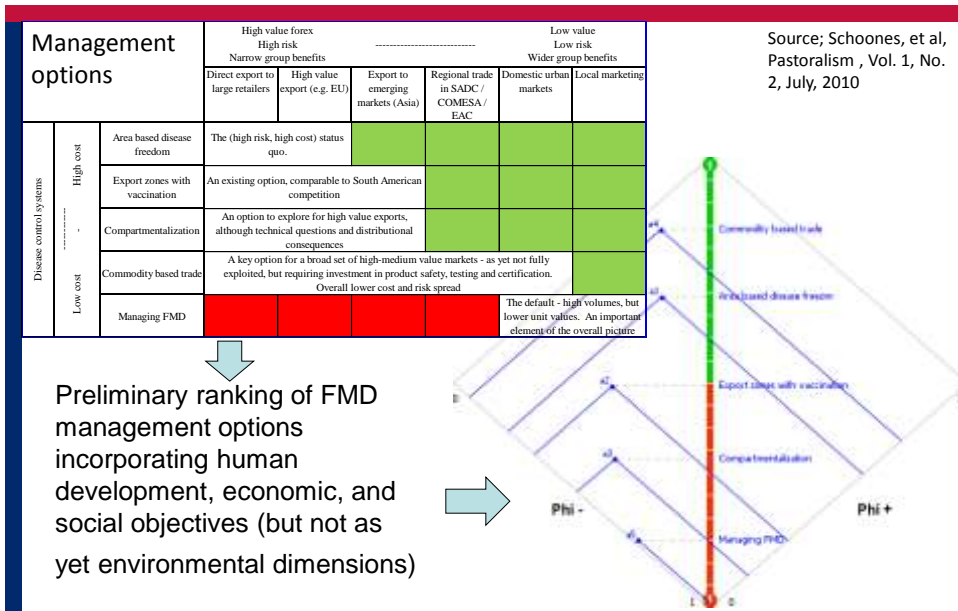 Management
options
High value forex
High risk
Narrow group benefits
----------------------------
Low value
Low risk
Wider group benefits
Direct export to
large retailers
High value
export (e.g. EU)
Export to
emerging
markets (Asia)
Regional trade
in SADC /
COMESA /
EAC
Domestic urban
markets
Local marketing
Disease control systems
High cost
Low cost
Area based disease
freedom
The (high risk, high cost) status
quo.
Export zones with
vaccination
An existing option, comparable to South American
competition
Compartmentalization
An option to explore for high value exports,
although technical questions and distributional
consequences
Commodity based trade
A key option for a broad set of high-medium value markets - as yet not fully
exploited, but requiring investment in product safety, testing and certification.
Overall lower cost and risk spread
Managing FMD
The default - high volumes, but
lower unit values. An important
element of the overall picture
Source; Schoones, et al,
Pastoralism , Vol. 1, No.
2, July, 2010
Preliminary ranking of FMD
management options
incorporating human
development, economic, and
social objectives (but not as
yet environmental dimensions)
a4
Commodity based trade
Area based disease freedom
a2
Export zones with vaccination
a3
Compartmentalization
Phi -
Phi +
a5
Managing FMD